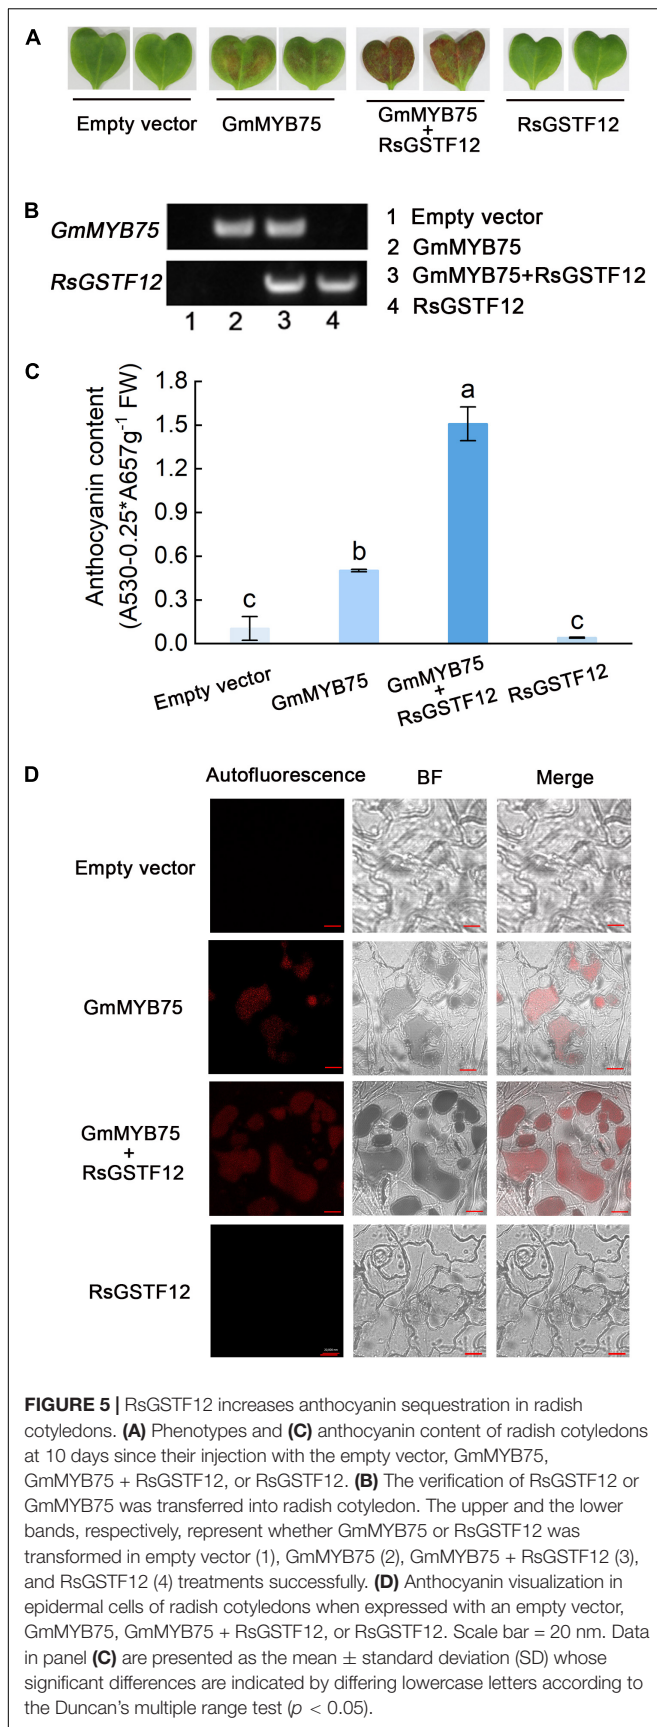 A
Empty vector
GmMYB75
GmMYB75
+
RsGSTF12
RsGSTF12
B
GmMYB75
RsGSTF12
1 2 3 4
1 Empty vector
2 GmMYB75
3 GmMYB75+RsGSTF12
4 RsGSTF12
C
Anthocyanin content
(A530-0.25*A657g⁻¹ FW)
1.8
1.5
1.2
0.9
0.6
0.3
0.0
c
b
a
c
Empty vector
GmMYB75
GmMYB75
+
RsGSTF12
RsGSTF12
D
Autofluorescence BF Merge
Empty vector
GmMYB75
GmMYB75
+
RsGSTF12
RsGSTF12
FIGURE 5 | RsGSTF12 increases anthocyanin sequestration in radish
cotyledons. (A) Phenotypes and (C) anthocyanin content of radish cotyledons
at 10 days since their injection with the empty vector, GmMYB75,
GmMYB75 + RsGSTF12, or RsGSTF12. (B) The verification of RsGSTF12 or
GmMYB75 was transferred into radish cotyledon. The upper and the lower
bands, respectively, represent whether GmMYB75 or RsGSTF12 was
transformed in empty vector (1), GmMYB75 (2), GmMYB75 + RsGSTF12 (3),
and RsGSTF12 (4) treatments successfully. (D) Anthocyanin visualization in
epidermal cells of radish cotyledons when expressed with an empty vector,
GmMYB75, GmMYB75 + RsGSTF12, or RsGSTF12. Scale bar = 20 nm. Data
in panel (C) are presented as the mean ± standard deviation (SD) whose
significant differences are indicated by differing lowercase letters according to
the Duncan's multiple range test (p < 0.05).